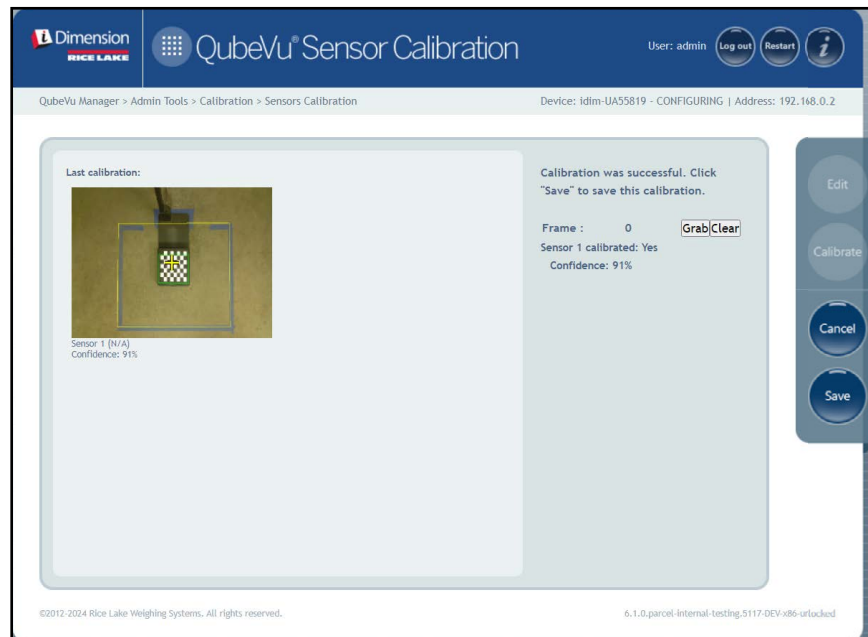 iDimension
RICE LAKE
QubeVu® Sensor Calibration
User: admin
Log out
Restart
i
QubeVu Manager > Admin Tools > Calibration > Sensors Calibration
Device: idim-UA55819 - CONFIGURING | Address: 192.168.0.2
Last calibration:
Sensor 1 (N/A)
Confidence: 91%
Calibration was successful. Click
"Save" to save this calibration.
Frame : 0 Grab Clear
Sensor 1 calibrated: Yes
Confidence: 91%
Edit
Calibrate
Cancel
Save
©2012-2024 Rice Lake Weighing Systems. All rights reserved.
6.1.0.parcel-internal-testing.5117-DEV-x86-urlocked